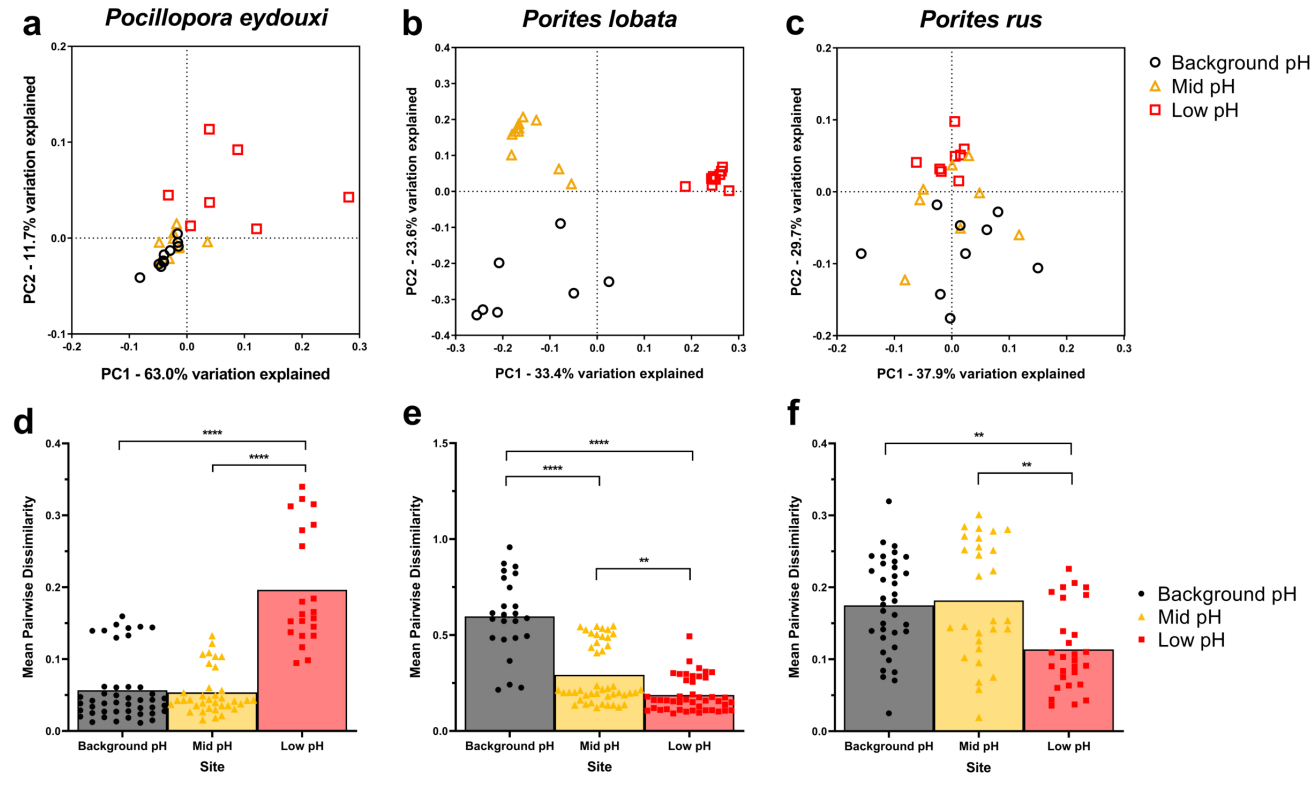 a
Pocillopora eydouxi
b
Porites lobata
c
Porites rus
0.2
0.1
0.0
-0.1
-0.2
-0.1
0.0
0.1
0.2
0.3
PC2 - 11.7% variation explained
PC1 - 63.0% variation explained
0.4
0.3
0.2
0.1
0.0
-0.1
-0.2
-0.3
-0.4
-0.3
-0.2
-0.1
0.0
0.1
0.2
0.3
PC2 - 23.6% variation explained
PC1 - 33.4% variation explained
0.2
0.1
0.0
-0.1
-0.2
-0.2
-0.1
0.0
0.1
0.2
0.3
PC2 - 29.7% variation explained
PC1 - 37.9% variation explained
Background pH
Mid pH
Low pH
d
0.4
0.3
0.2
0.1
0.0
Mean Pairwise Dissimilarity
****
****
Background pH
Mid pH
Low pH
Site
e
1.5
1.0
0.5
0.0
Mean Pairwise Dissimilarity
****
****
**
Background pH
Mid pH
Low pH
Site
f
0.4
0.3
0.2
0.1
0.0
Mean Pairwise Dissimilarity
**
**
Background pH
Mid pH
Low pH
Site
Background pH
Mid pH
Low pH